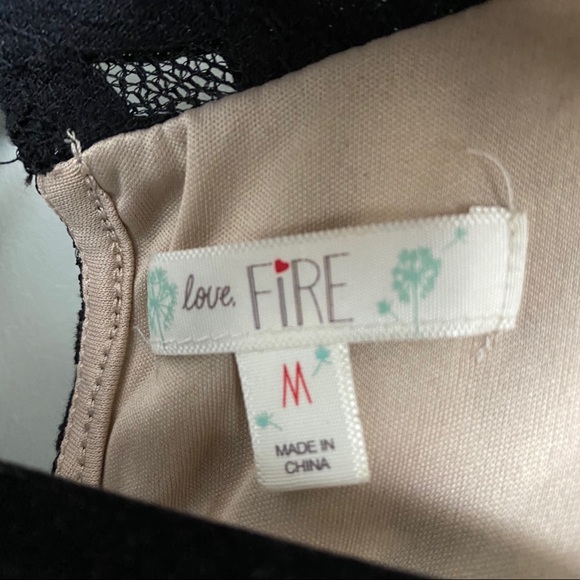 love, FiRE
M
MADE IN
CHINA